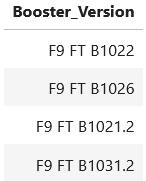 Booster_Version
F9 FT B1022
F9 FT B1026
F9 FT B1021.2
F9 FT B1031.2